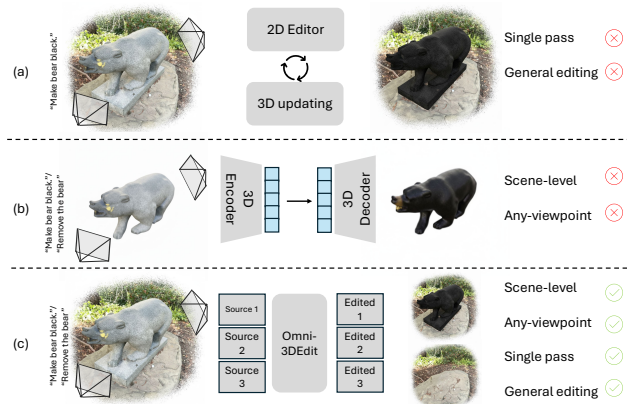 (a)
"Make bear black."
2D Editor
3D updating
Single pass
General editing
(b)
"Make bear black."/
"Remove the bear"
3D
Encoder
3D
Decoder
Scene-level
Any-viewpoint
(c)
"Make bear black."/
"Remove the bear"
Source 1
Source
2
Source
3
Omni-
3DEdit
Edited
1
Edited
2
Edited
3
Scene-level
Any-viewpoint
Single pass
General editing